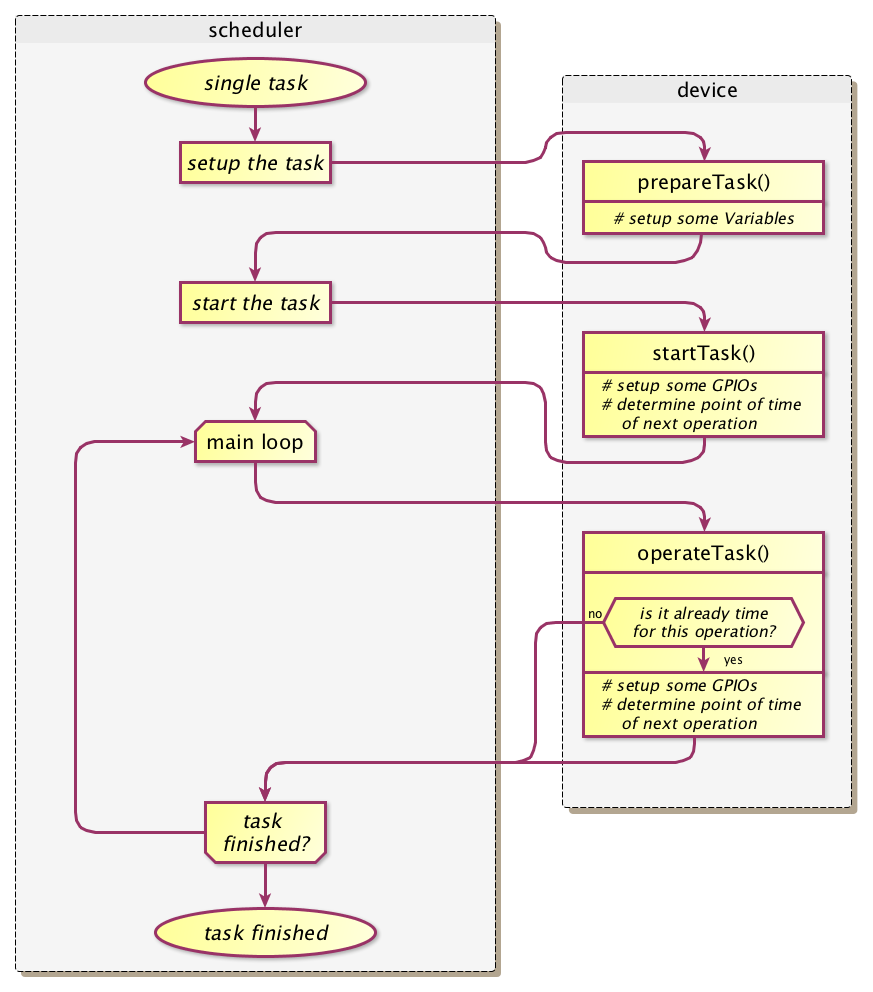 scheduler
single task
setup the task
device
prepareTask()
# setup some Variables
start the task
startTask()
# setup some GPIOs
# determine point of time
of next operation
main loop
operateTask()
is it already time
for this operation?
no
yes
# setup some GPIOs
# determine point of time
of next operation
task
finished?
task finished